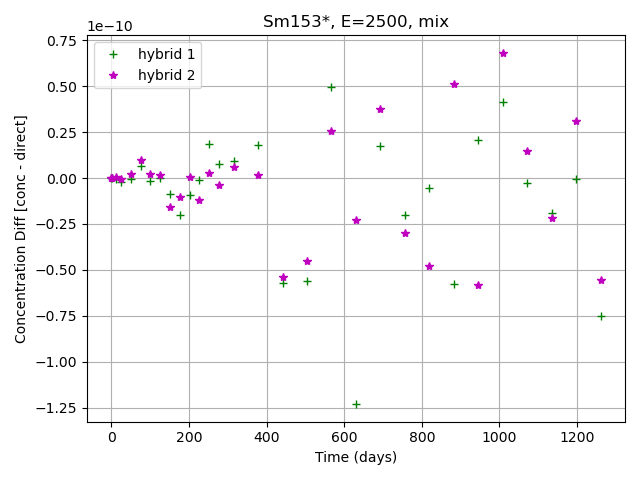 Sm153*, E=2500, mix
1e−10
0.75
0.50
0.25
0.00
−0.25
−0.50
−0.75
−1.00
−1.25
Concentration Diff [conc - direct]
hybrid 1
hybrid 2
0 200 400 600 800 1000 1200
Time (days)